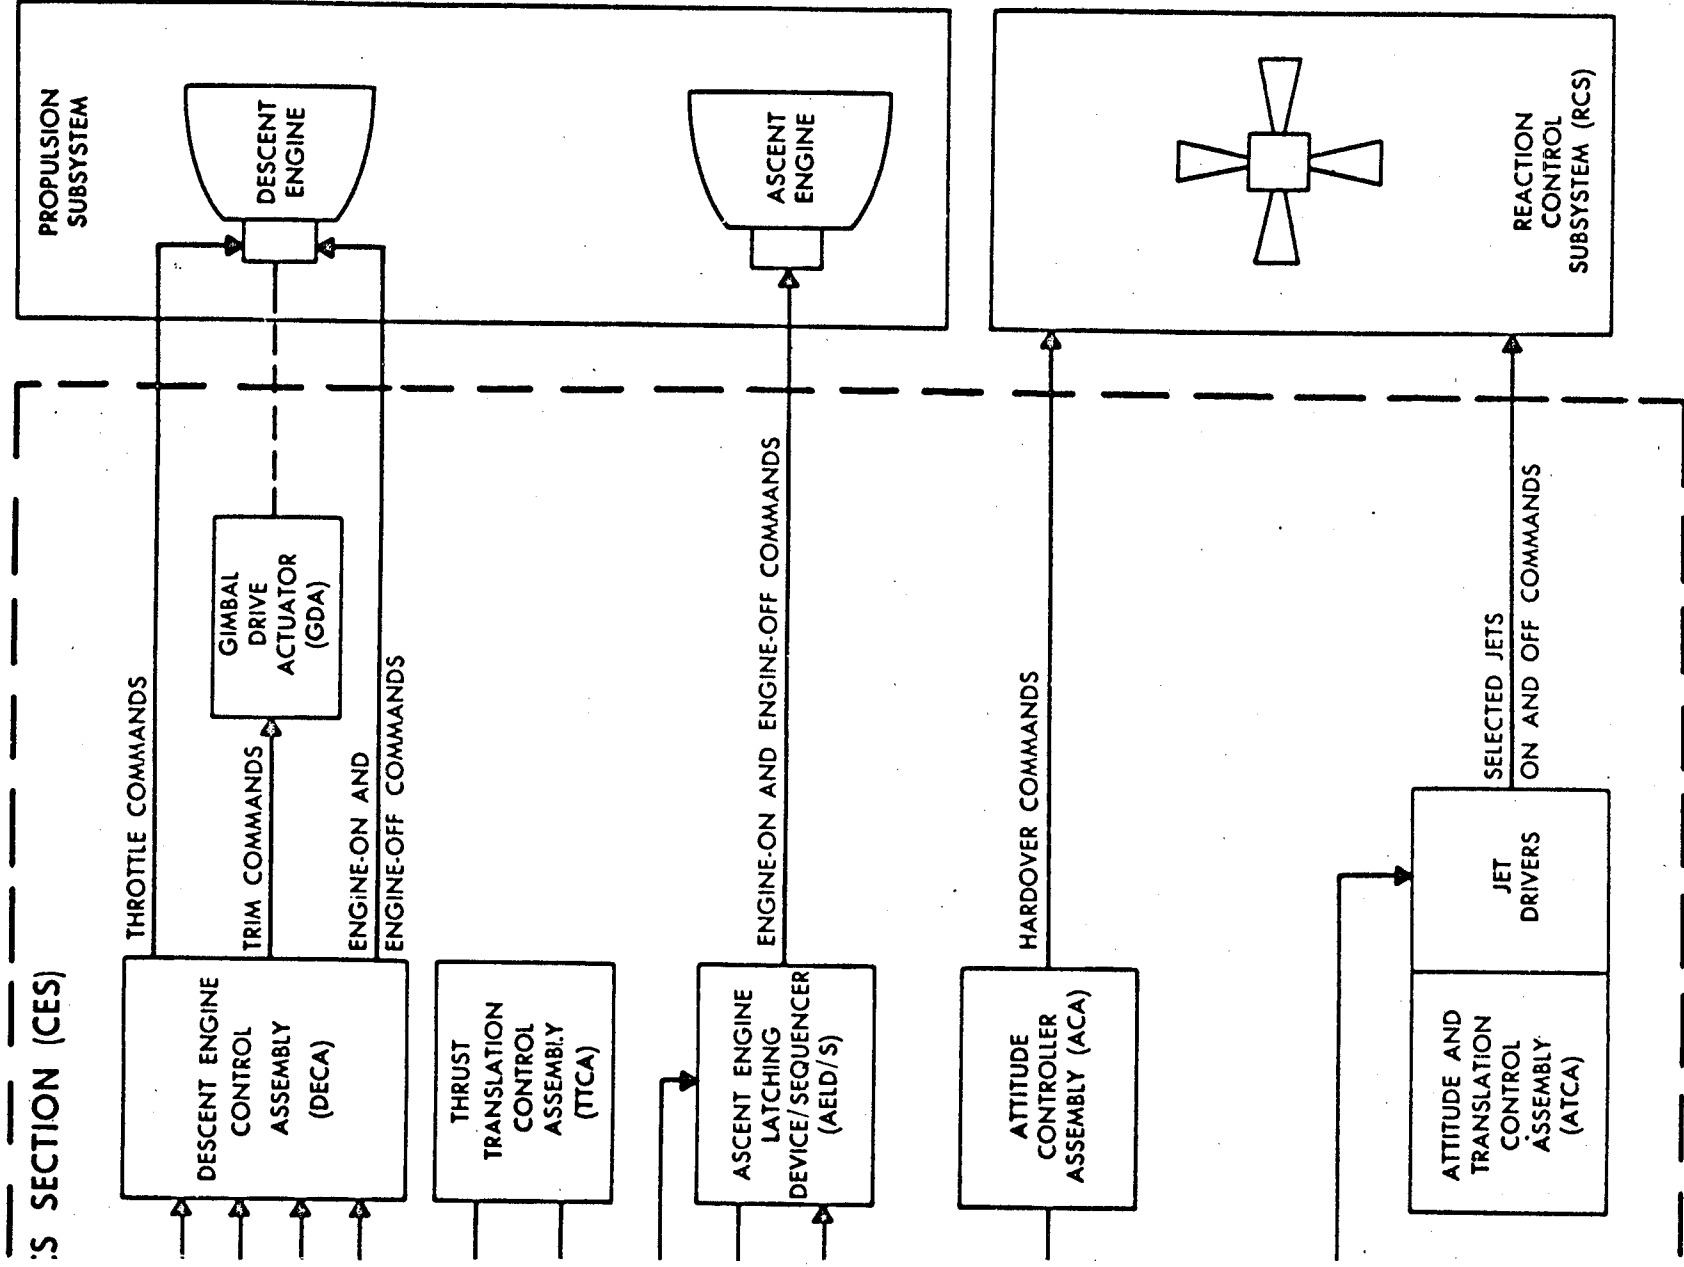 'S SECTION (CES)
PROPULSION
SUBSYSTEM
DESCENT
ENGINE
THROTTLE COMMANDS
GIMBAL
DRIVE
ACTUATOR
(GDA)
TRIM COMMANDS
ENGINE-ON AND
ENGINE-OFF COMMANDS
DESCENT ENGINE
CONTROL
ASSEMBLY
(DECA)
THRUST
TRANSLATION
CONTROL
ASSEMBLY
(TTCA)
ASCENT
ENGINE
ENGINE-ON AND ENGINE-OFF COMMANDS
ASCENT ENGINE
LATCHING
DEVICE/SEQUENCER
(AELD/S)
HARDOVER COMMANDS
ATTITUDE
CONTROLLER
ASSEMBLY (ACA)
REACTION
CONTROL
SUBSYSTEM (RCS)
SELECTED JETS
ON AND OFF COMMANDS
JET
DRIVERS
ATTITUDE AND
TRANSLATION
CONTROL
ASSEMBLY
(ATCA)